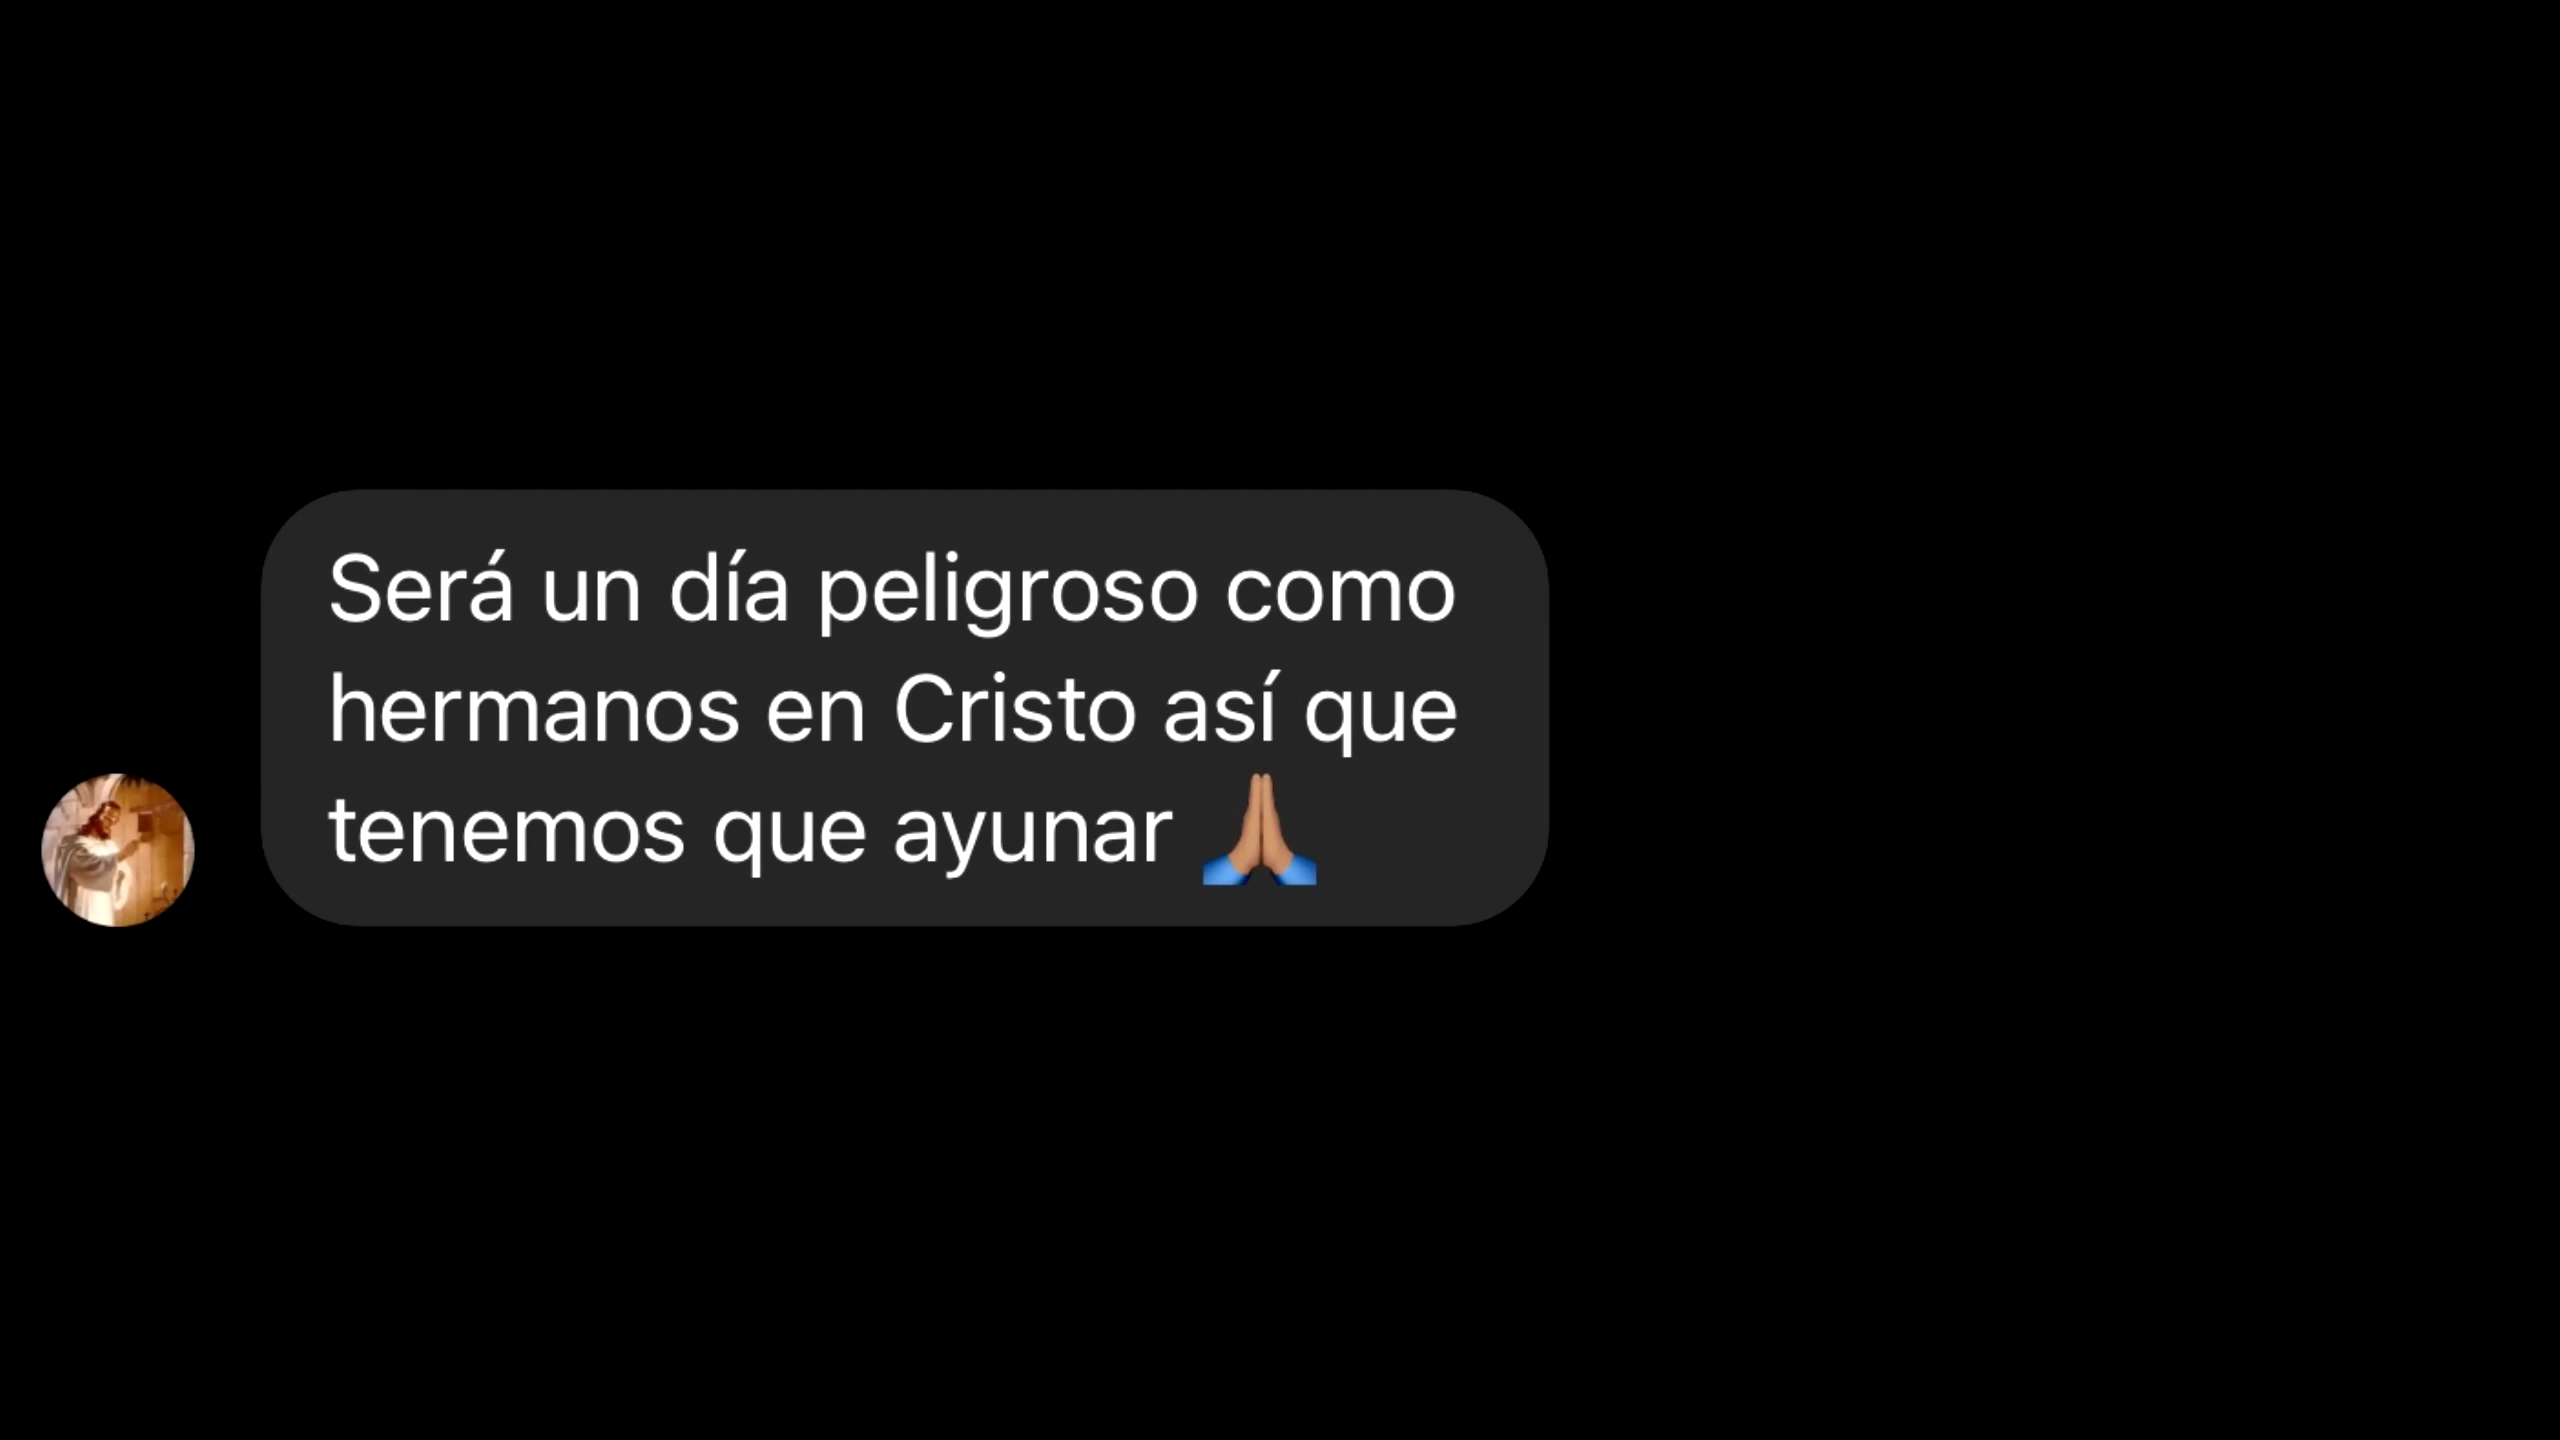 Será un día peligroso como
hermanos en Cristo así que
tenemos que ayunar 🙏🏽